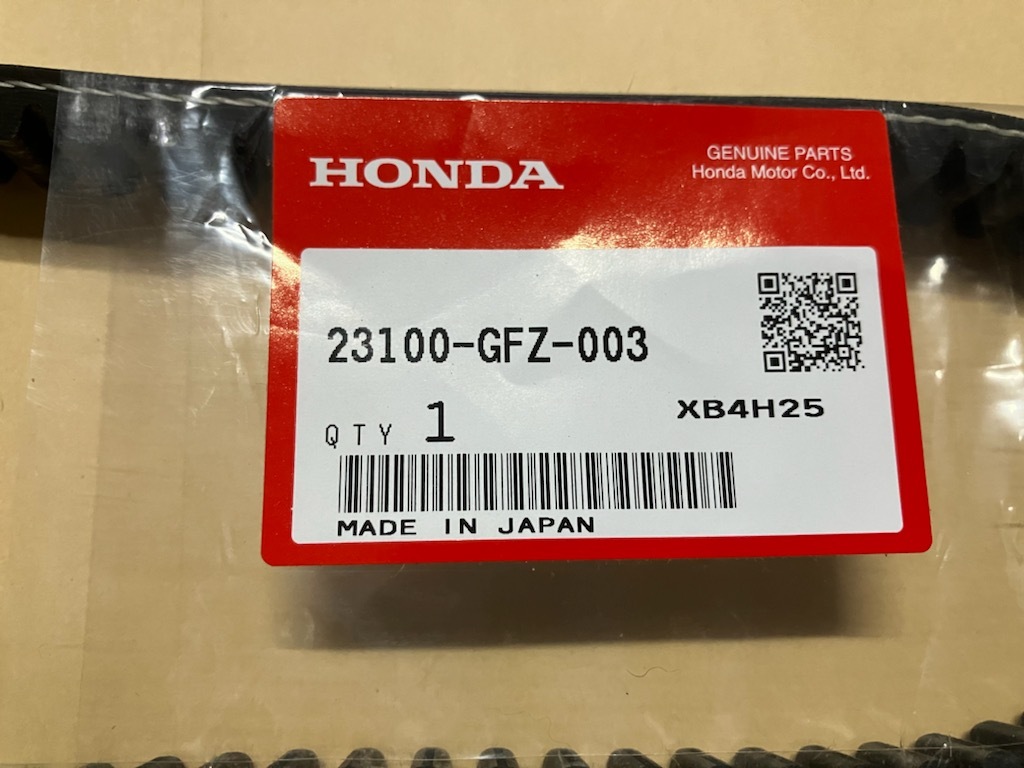 HONDA
GENUINE PARTS
Honda Motor Co., Ltd.
23100-GFZ-003
XB4H25
QTY 1
MADE IN JAPAN